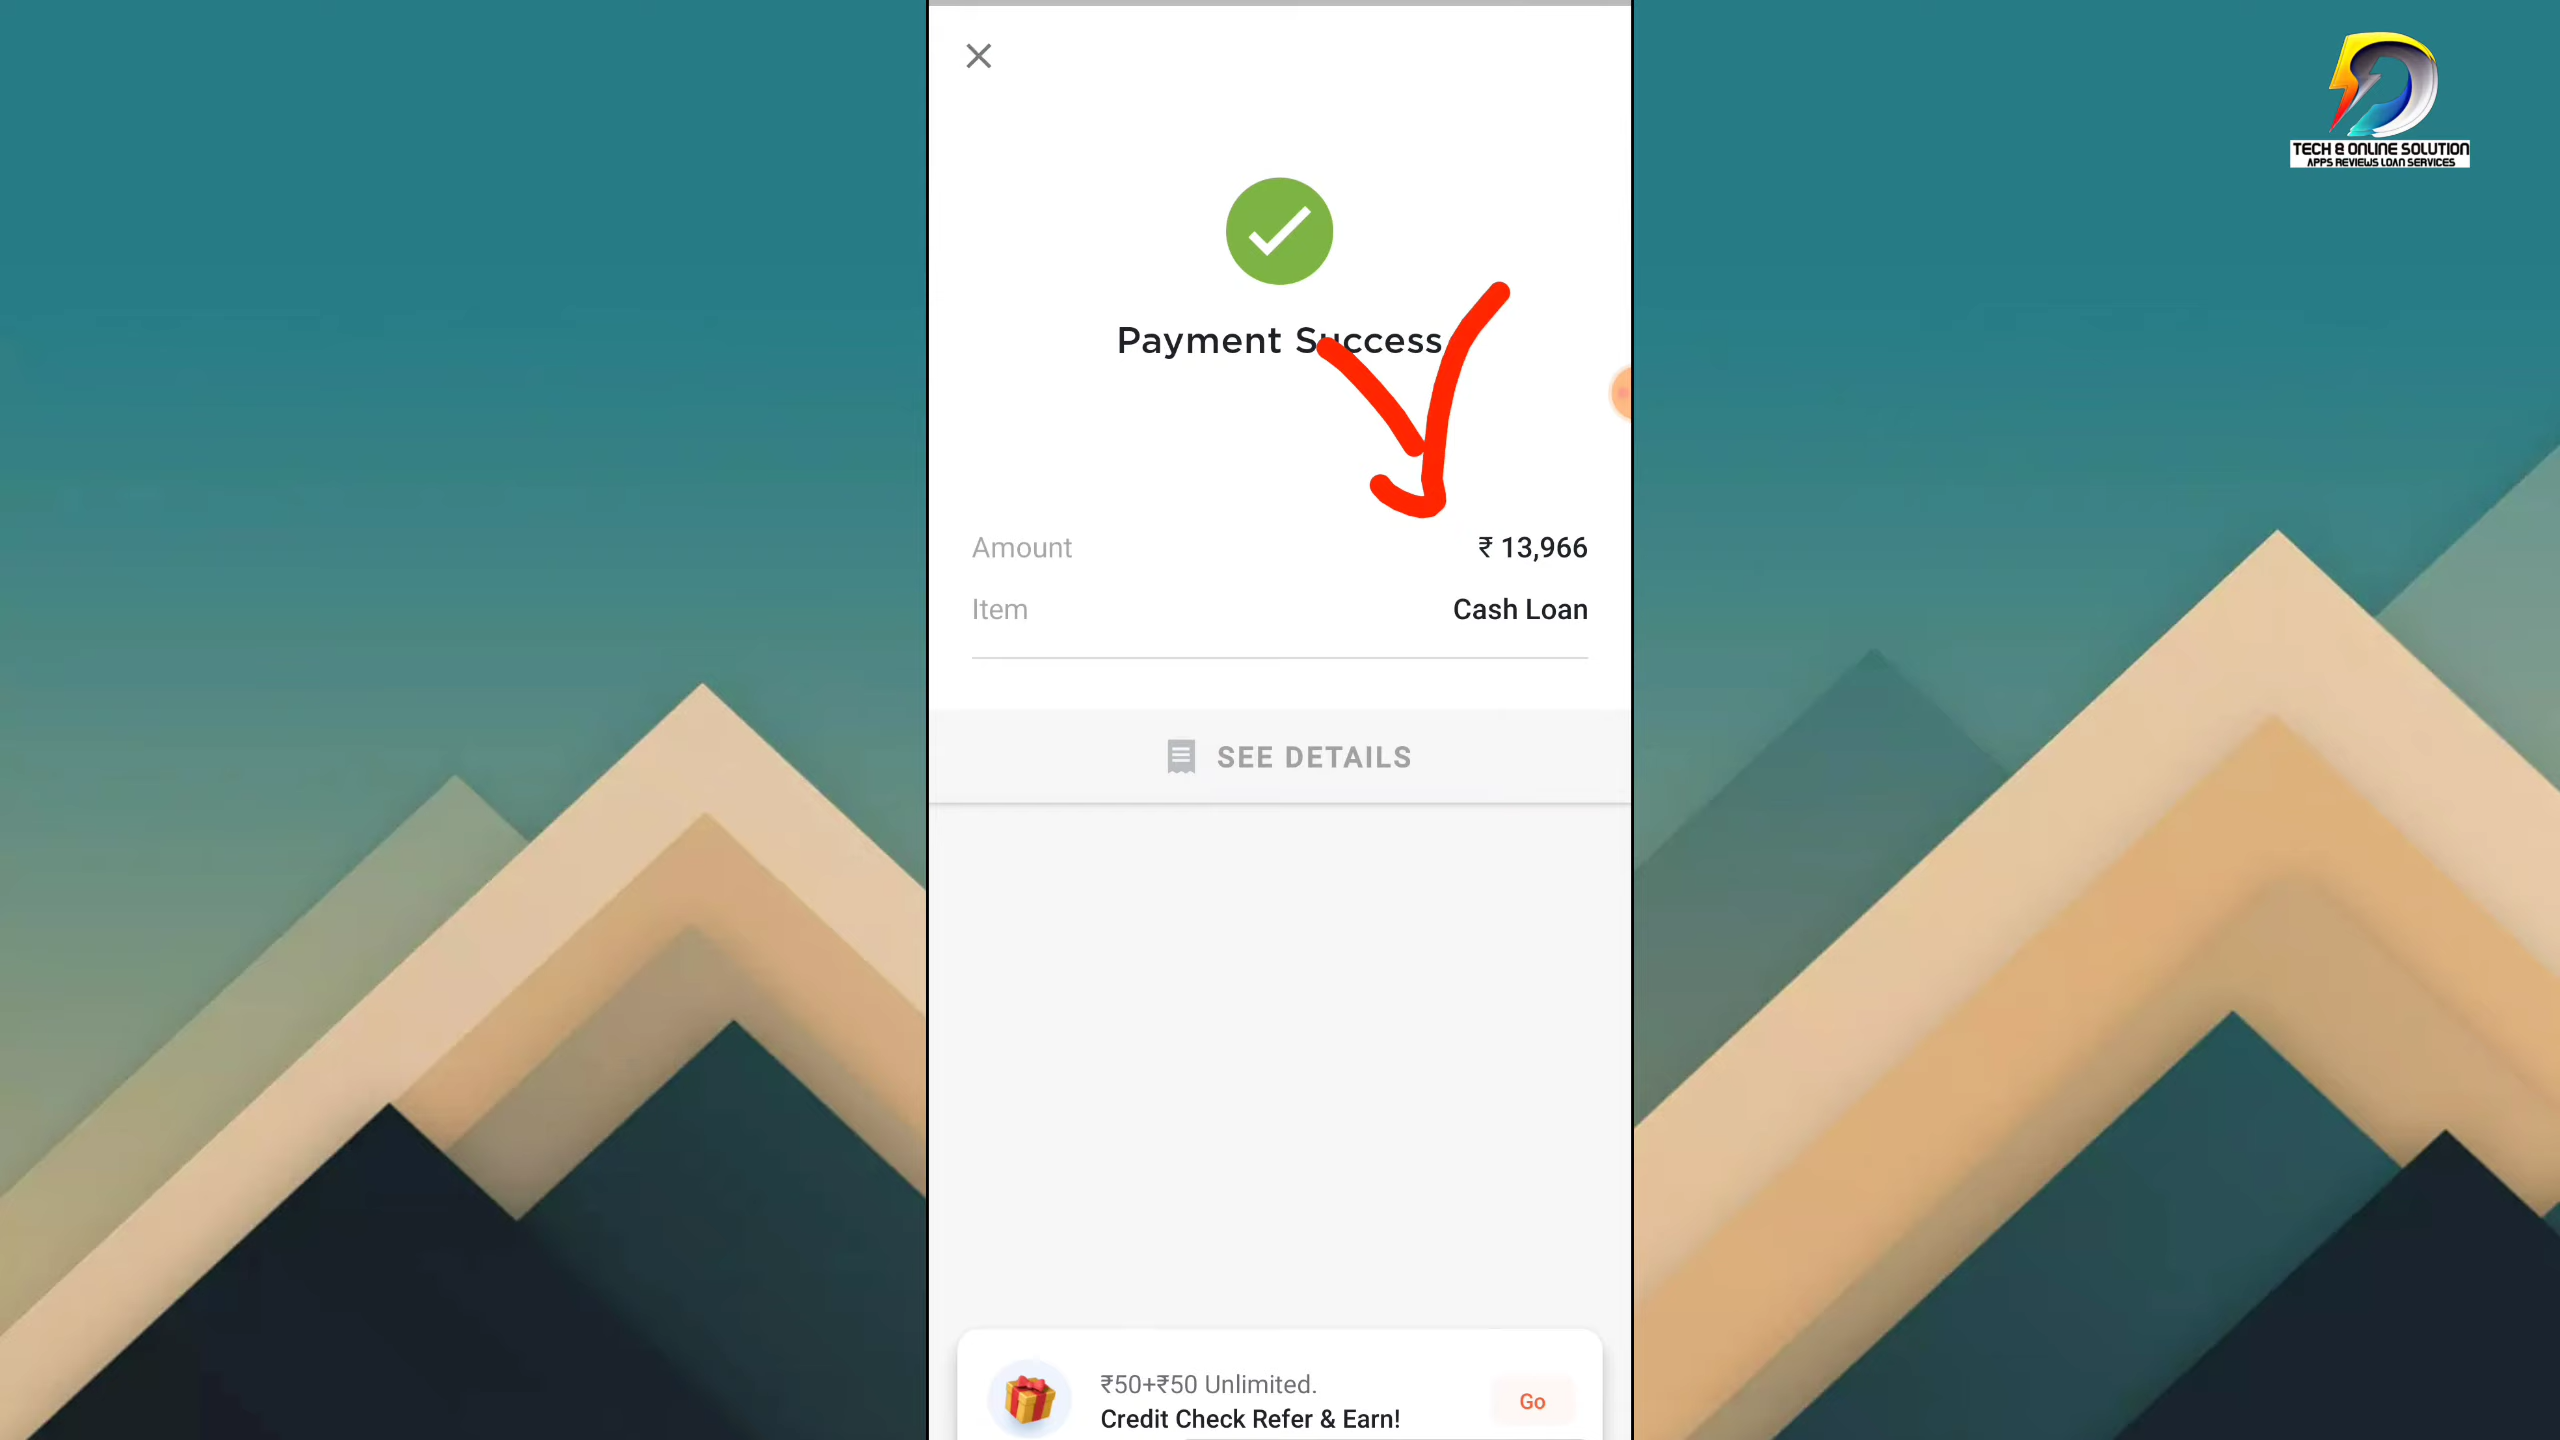 TECH & ONLINE SOLUTION
APPS REVIEWS LOAN SERVICES
Payment Success
Amount ₹ 13,966
Item Cash Loan
SEE DETAILS
₹50+₹50 Unlimited.
Credit Check Refer & Earn!
Go